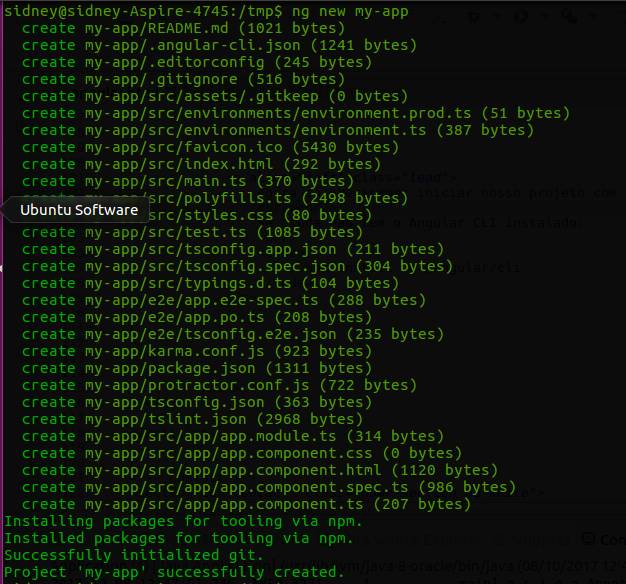 sidney@sidney-Aspire-4745:/tmp$ ng new my-app
create my-app/README.md (1021 bytes)
create my-app/.angular-cli.json (1241 bytes)
create my-app/.editorconfig (245 bytes)
create my-app/.gitignore (516 bytes)
create my-app/src/assets/.gitkeep (0 bytes)
create my-app/src/environments/environment.prod.ts (51 bytes)
create my-app/src/environments/environment.ts (387 bytes)
create my-app/src/favicon.ico (5430 bytes)
create my-app/src/index.html (292 bytes)
create my-app/src/main.ts (370 bytes)
create my-app/src/polyfills.ts (2498 bytes)
Ubuntu Software
/src/styles.css (80 bytes)
create my-app/src/test.ts (1085 bytes)
create my-app/src/tsconfig.app.json (211 bytes)
create my-app/src/tsconfig.spec.json (304 bytes)
create my-app/src/typings.d.ts (104 bytes)
create my-app/e2e/app.e2e-spec.ts (288 bytes)
create my-app/e2e/app.po.ts (208 bytes)
create my-app/e2e/tsconfig.e2e.json (235 bytes)
create my-app/karma.conf.js (923 bytes)
create my-app/package.json (1311 bytes)
create my-app/protractor.conf.js (722 bytes)
create my-app/tsconfig.json (363 bytes)
create my-app/tslint.json (2968 bytes)
create my-app/src/app/app.module.ts (314 bytes)
create my-app/src/app/app.component.css (0 bytes)
create my-app/src/app/app.component.html (1120 bytes)
create my-app/src/app/app.component.spec.ts (986 bytes)
create my-app/src/app/app.component.ts (207 bytes)
Installing packages for tooling via npm.
Installed packages for tooling via npm.
Successfully initialized git.
Project 'my-app' successfully created.